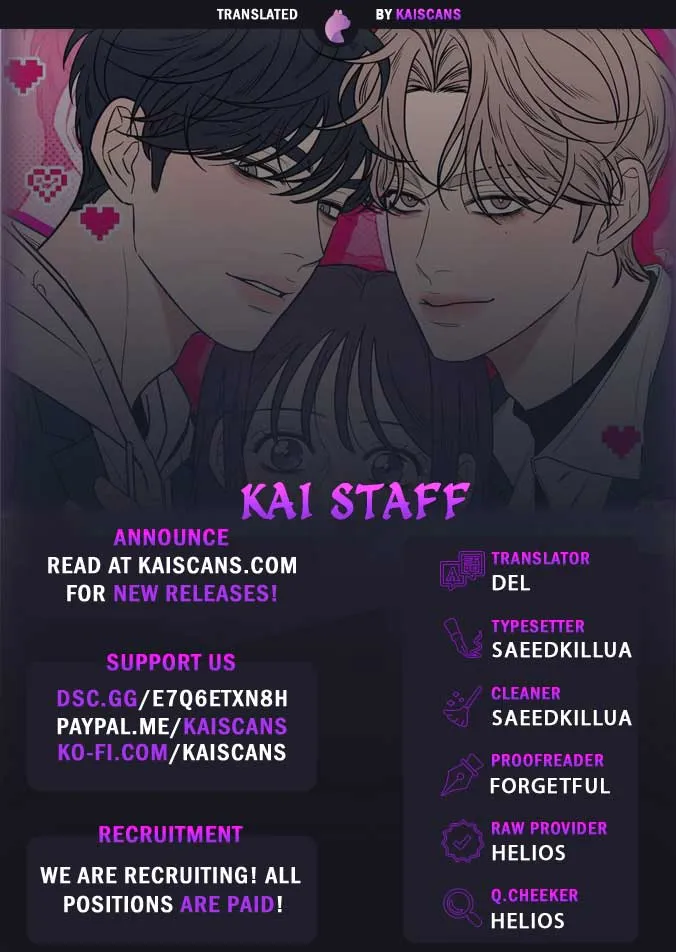 TRANSLATED BY KAISCANS
KAI STAFF
ANNOUNCE
READ AT KAISCANS.COM
FOR NEW RELEASES!
SUPPORT US
DSC.GG/E7Q6ETXN8H
PAYPAL.ME/KAISCANS
KO-FI.COM/KAISCANS
RECRUITMENT
WE ARE RECRUITING! ALL
POSITIONS ARE PAID!
TRANSLATOR
DEL
TYPESETTER
SAEEDKILLUA
CLEANER
SAEEDKILLUA
PROOFREADER
FORGETFUL
RAW PROVIDER
HELIOS
Q.CHEEKER
HELIOS